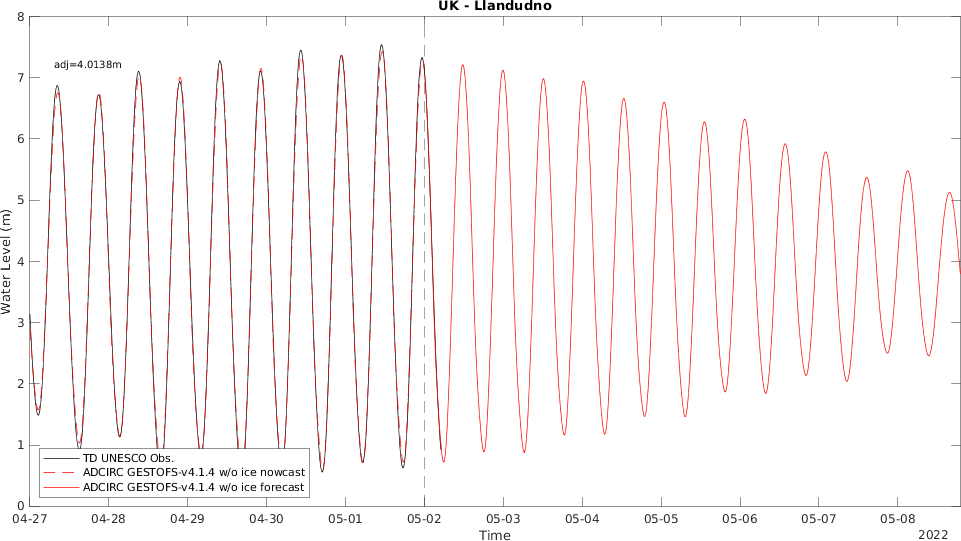 UK - Llandudno
8
7
6
5
4
3
2
1
0
Water Level (m)
adj=4.0138m
TD UNESCO Obs.
ADCIRC GESTOFS-v4.1.4 w/o ice nowcast
ADCIRC GESTOFS-v4.1.4 w/o ice forecast
04-27 04-28 04-29 04-30 05-01 05-02 05-03 05-04 05-05 05-06 05-07 05-08
Time
2022